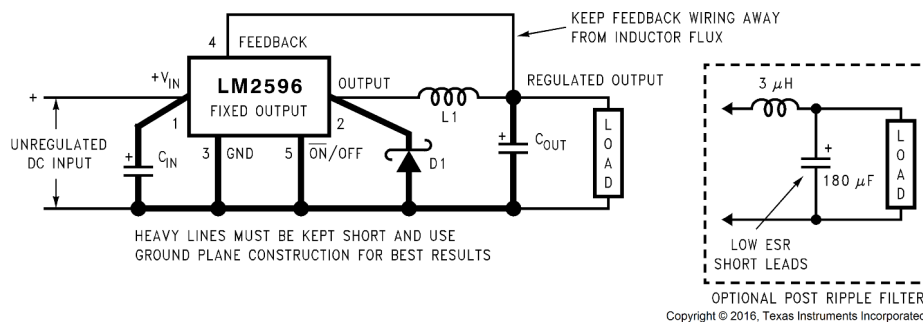 KEEP FEEDBACK WIRING AWAY
FROM INDUCTOR FLUX
4 FEEDBACK
+VIN
LM2596
FIXED OUTPUT
OUTPUT
REGULATED OUTPUT
+
1
2
L1
UNREGULATED
DC INPUT
+
CIN
3 GND
5 ON/OFF
D1
+
COUT
LOAD
HEAVY LINES MUST BE KEPT SHORT AND USE
GROUND PLANE CONSTRUCTION FOR BEST RESULTS
3 μH
+
180 μF
LOAD
LOW ESR
SHORT LEADS
OPTIONAL POST RIPPLE FILTER
Copyright © 2016, Texas Instruments Incorporated